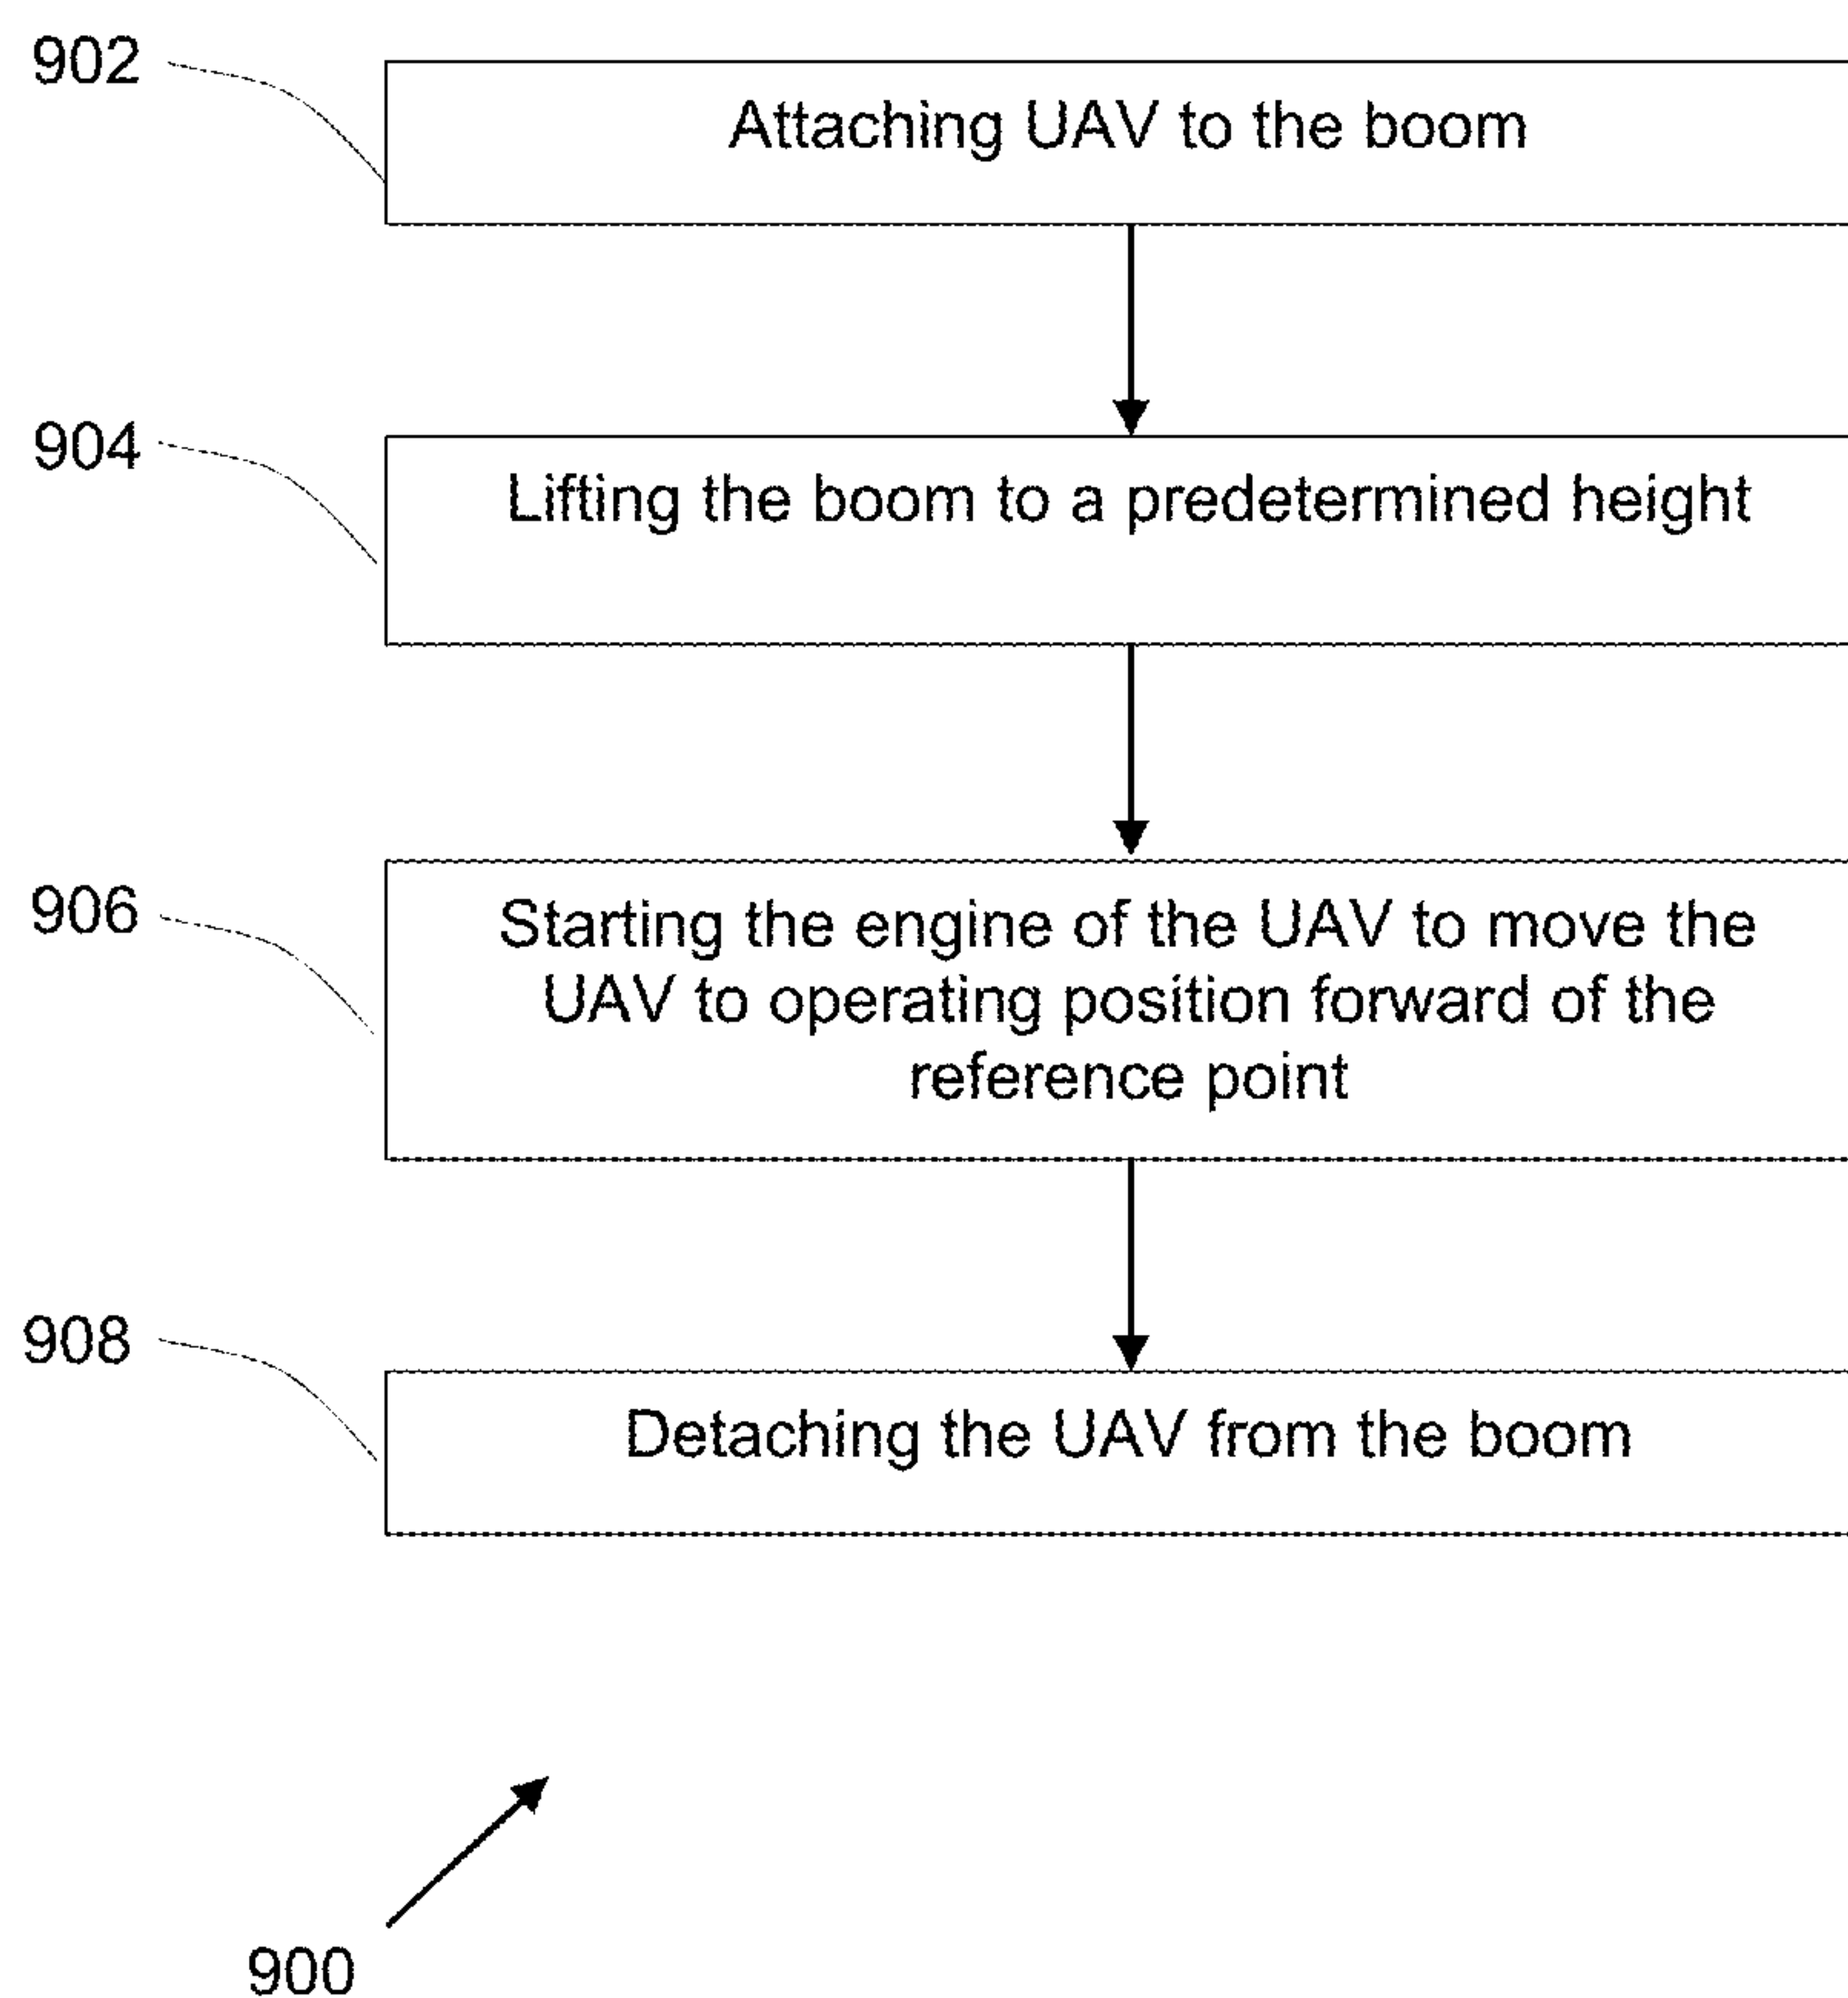 902
Attaching UAV to the boom
904
Lifting the boom to a predetermined height
906
Starting the engine of the UAV to move the
UAV to operating position forward of the
reference point
908
Detaching the UAV from the boom
900